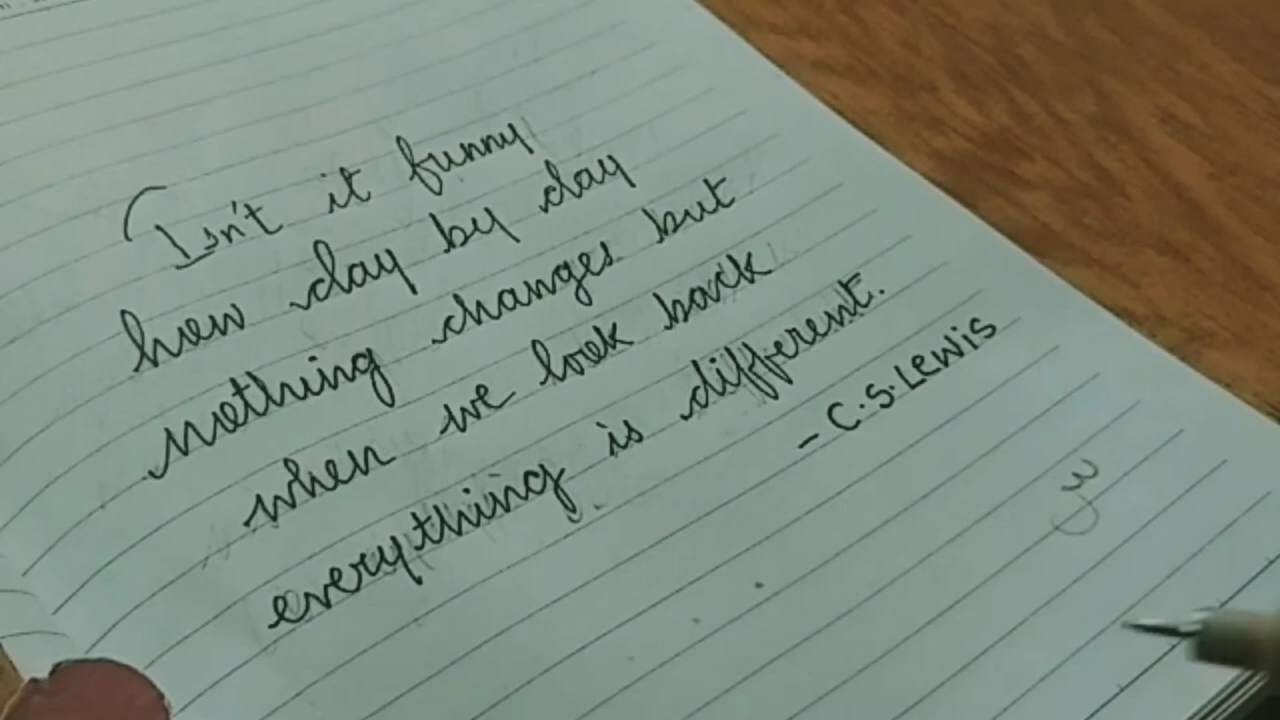 Isn't it funny
how day by day
nothing changes but
when we look back
everything is different.
- C.S. Lewis